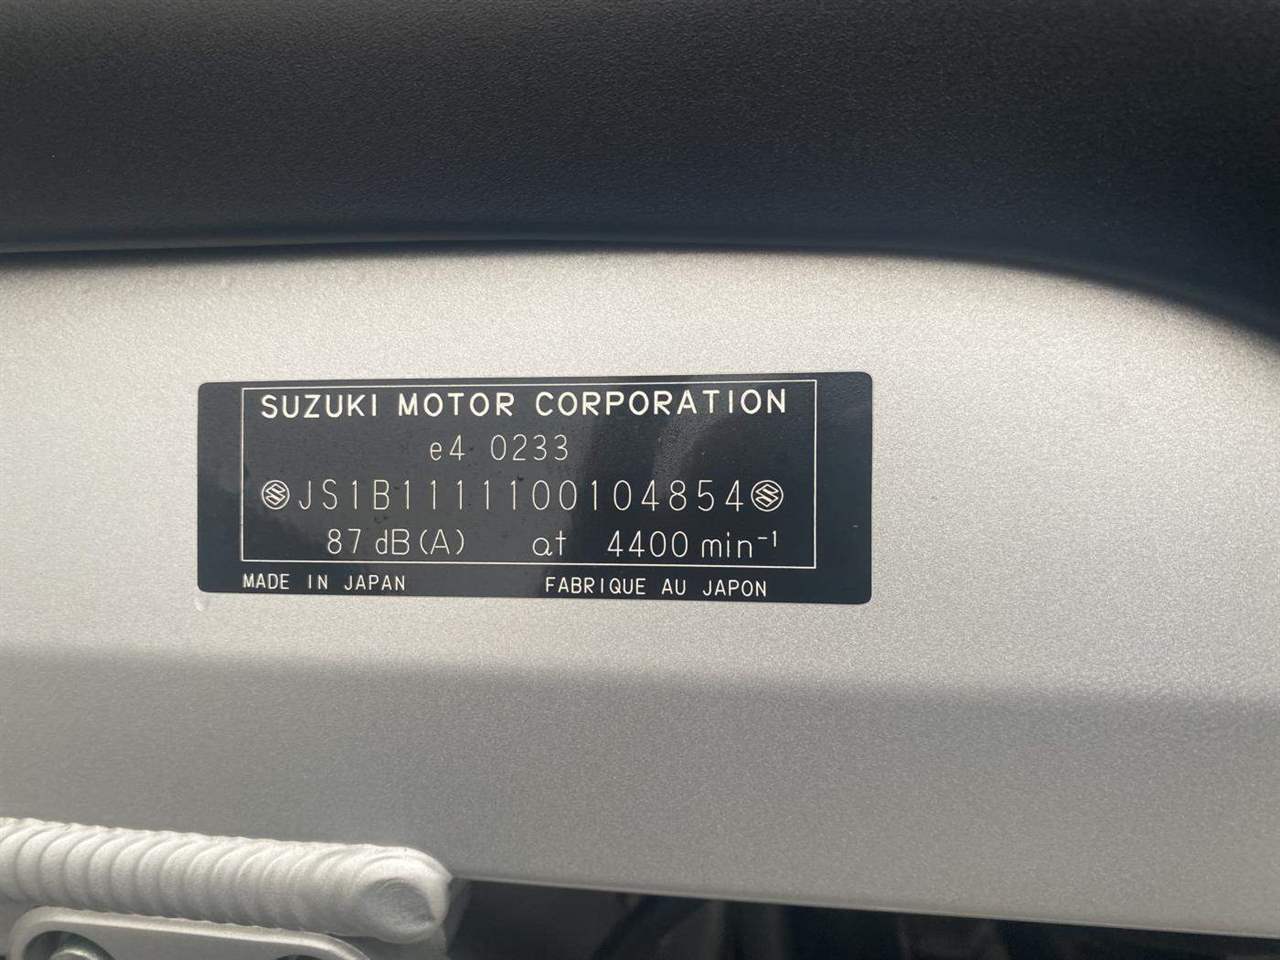 SUZUKI MOTOR CORPORATION
e4 0233
JS1B1111100104854
87 dB(A) at 4400 min⁻¹
MADE IN JAPAN FABRIQUE AU JAPON